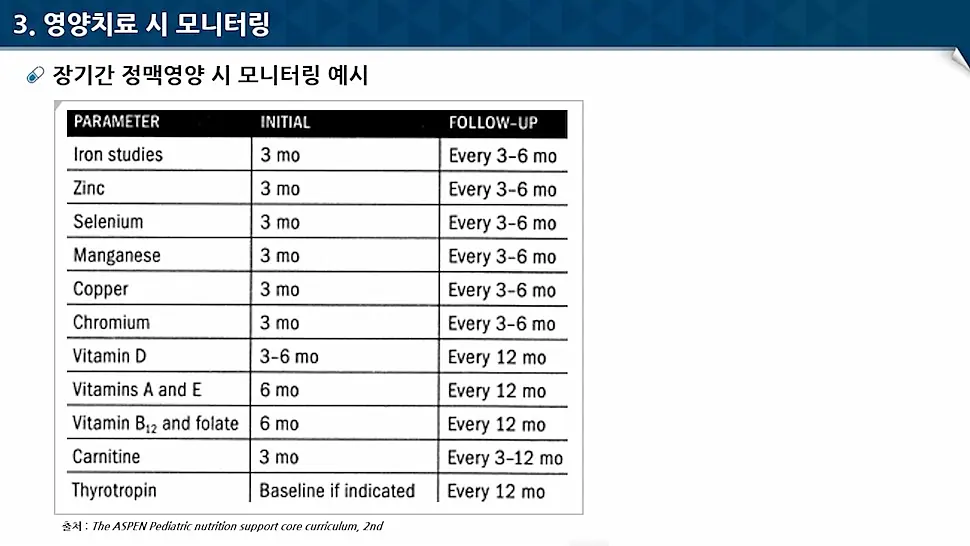 3. 영양치료 시 모니터링
장기간 정맥영양 시 모니터링 예시
PARAMETER INITIAL FOLLOW-UP
Iron studies 3 mo Every 3-6 mo
Zinc 3 mo Every 3-6 mo
Selenium 3 mo Every 3-6 mo
Manganese 3 mo Every 3-6 mo
Copper 3 mo Every 3-6 mo
Chromium 3 mo Every 3-6 mo
Vitamin D 3-6 mo Every 12 mo
Vitamins A and E 6 mo Every 12 mo
Vitamin B12 and folate 6 mo Every 12 mo
Carnitine 3 mo Every 3-12 mo
Thyrotropin Baseline if indicated Every 12 mo
출처 : The ASPEN Pediatric nutrition support core curriculum, 2nd